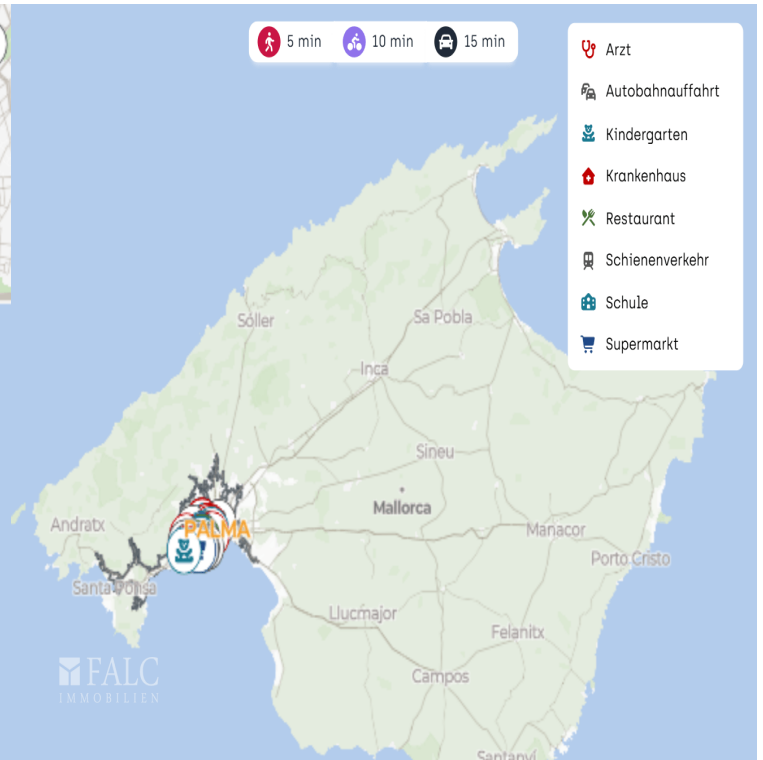 5 min
10 min
15 min
Arzt
Autobahnauffahrt
Kindergarten
Krankenhaus
Restaurant
Schienenverkehr
Schule
Supermarkt
Sóller
Sa Pobla
Inca
Sineu
Mallorca
Andratx
PALMA
Manacor
Porto Cristo
Santa Ponsa
Llucmajor
Felanitx
FALC
IMMOBILIEN
Campos
Santanyí